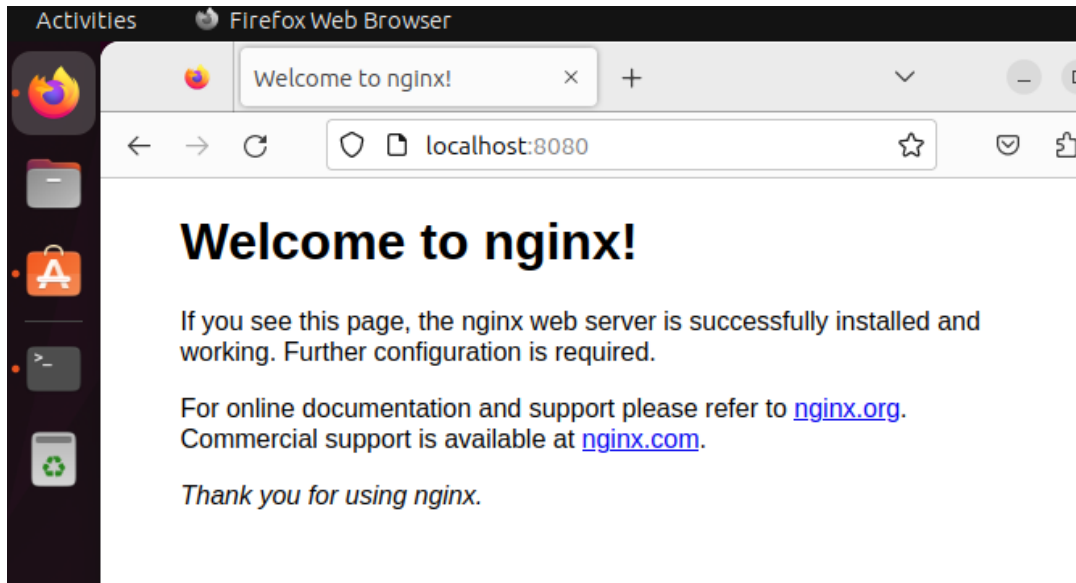 Activities Firefox Web Browser
Welcome to nginx!
localhost:8080
Welcome to nginx!
If you see this page, the nginx web server is successfully installed and
working. Further configuration is required.
For online documentation and support please refer to nginx.org.
Commercial support is available at nginx.com.
Thank you for using nginx.